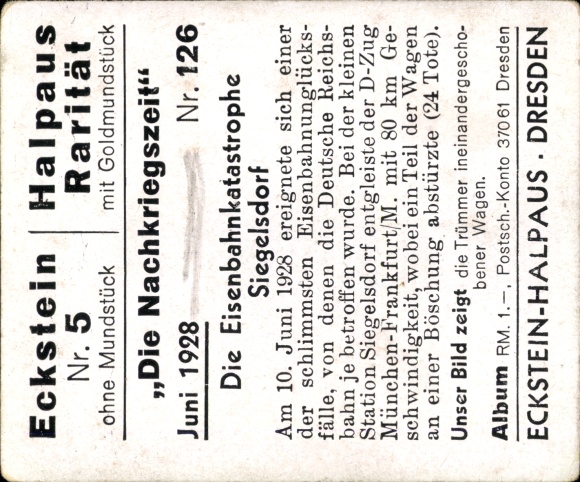 Eckstein | Halpaus
Nr. 5 | Rarität
ohne Mundstück | mit Goldmundstück
„Die Nachkriegszeit“
Juni 1928 Nr. 126
Die Eisenbahnkatastrophe
Siegelsdorf
Am 10. Juni 1928 ereignete sich einer
der schlimmsten Eisenbahnunglücks-
fälle, von denen die Deutsche Reichs-
bahn je betroffen wurde. Bei der kleinen
Station Siegelsdorf entgleiste der D-Zug
München-Frankfurt/M. mit 80 km Ge-
schwindigkeit, wobei ein Teil der Wagen
an einer Böschung abstürzte (24 Tote).
Unser Bild zeigt die Trümmer ineinandergescho-
bener Wagen.
Album RM. 1.–, Postsch.-Konto 37061 Dresden
ECKSTEIN-HALPAUS · DRESDEN